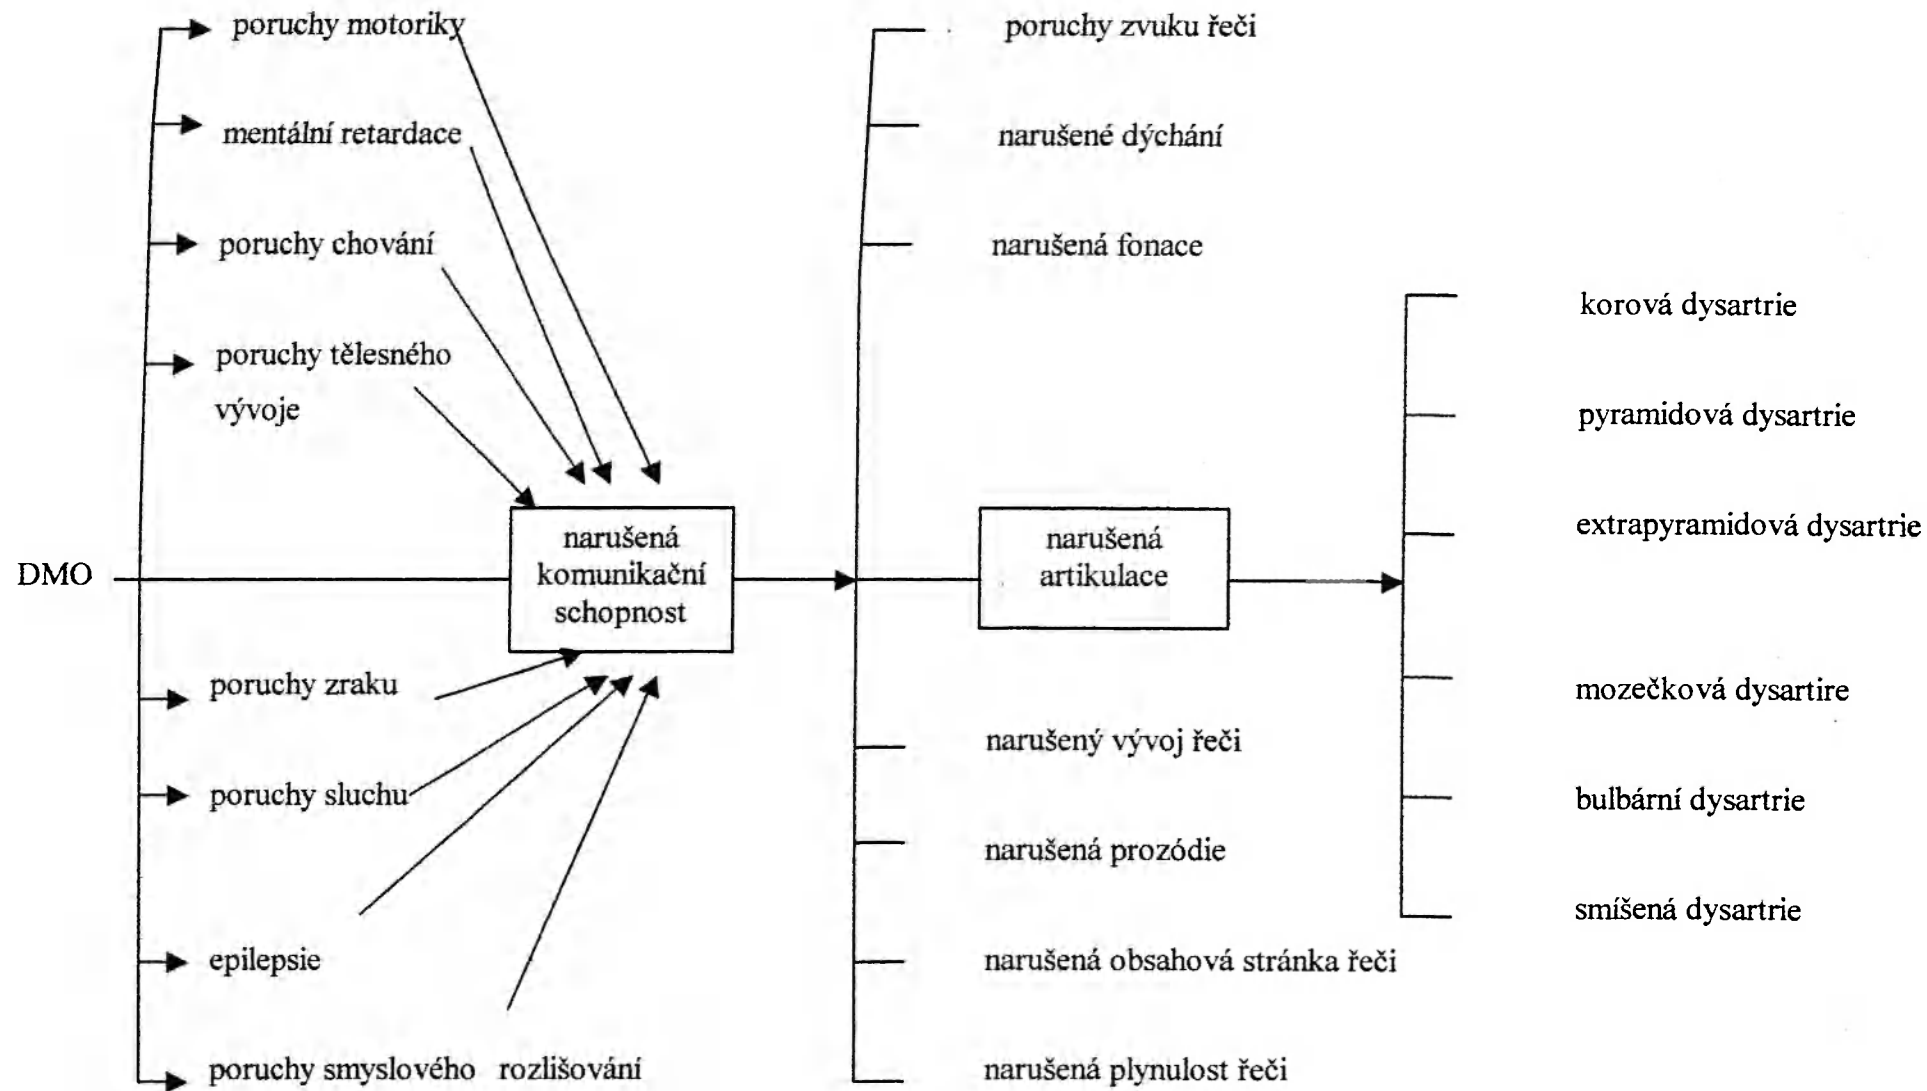 poruchy motoriky
mentální retardace
poruchy chování
poruchy tělesného
vývoje
DMO
narušená
komunikační
schopnost
poruchy zraku
poruchy sluchu
epilepsie
poruchy smyslového rozlišování
poruchy zvuku řeči
narušené dýchání
narušená fonace
narušená
artikulace
narušený vývoj řeči
narušená prozódie
narušená obsahová stránka řeči
narušená plynulost řeči
korová dysartrie
pyramidová dysartrie
extrapyramidová dysartrie
mozečková dysartire
bulbární dysartrie
smíšená dysartrie